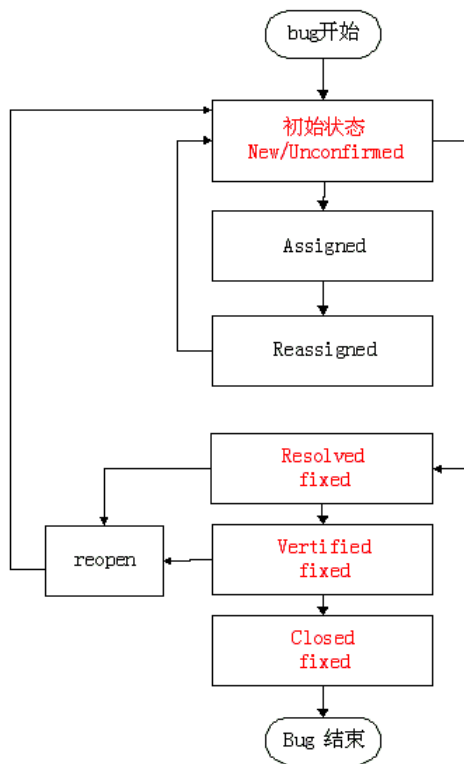 bug开始
初始状态
New/Unconfirmed
Assigned
Reassigned
Resolved
fixed
reopen
Vertified
fixed
Closed
fixed
Bug 结束